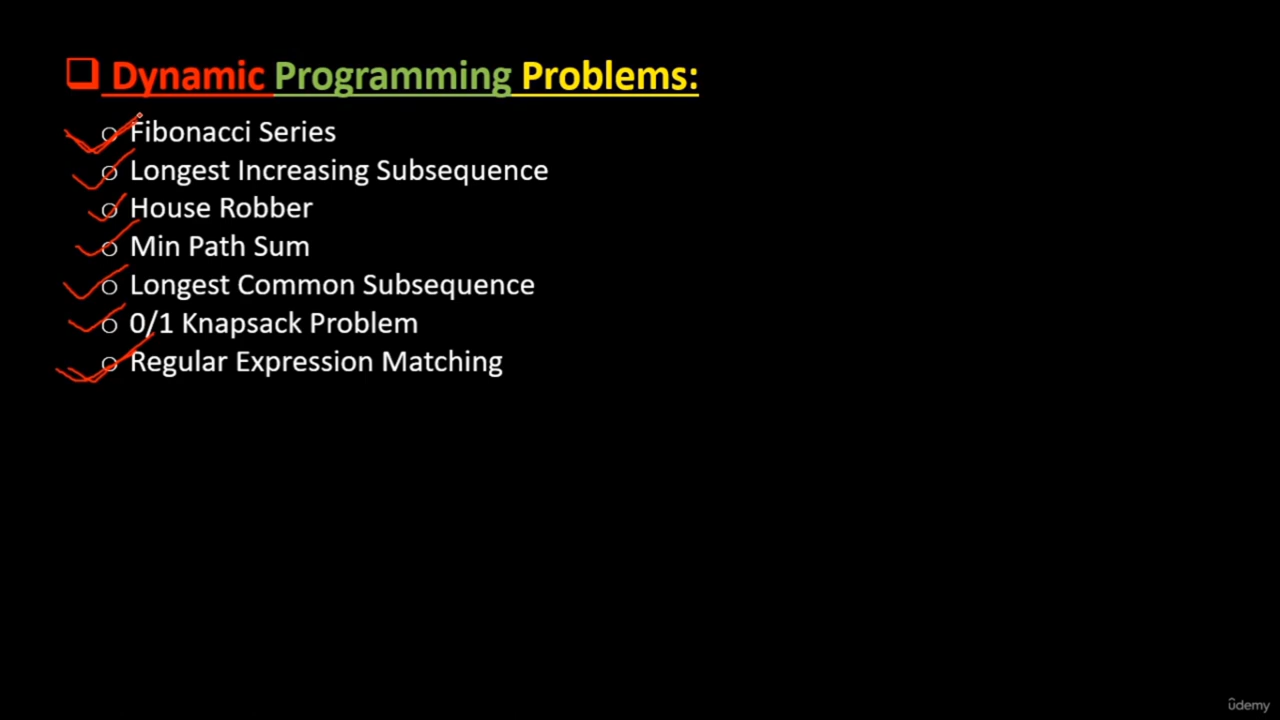 Dynamic Programming Problems:
Fibonacci Series
Longest Increasing Subsequence
House Robber
Min Path Sum
Longest Common Subsequence
0/1 Knapsack Problem
Regular Expression Matching
ûdemy